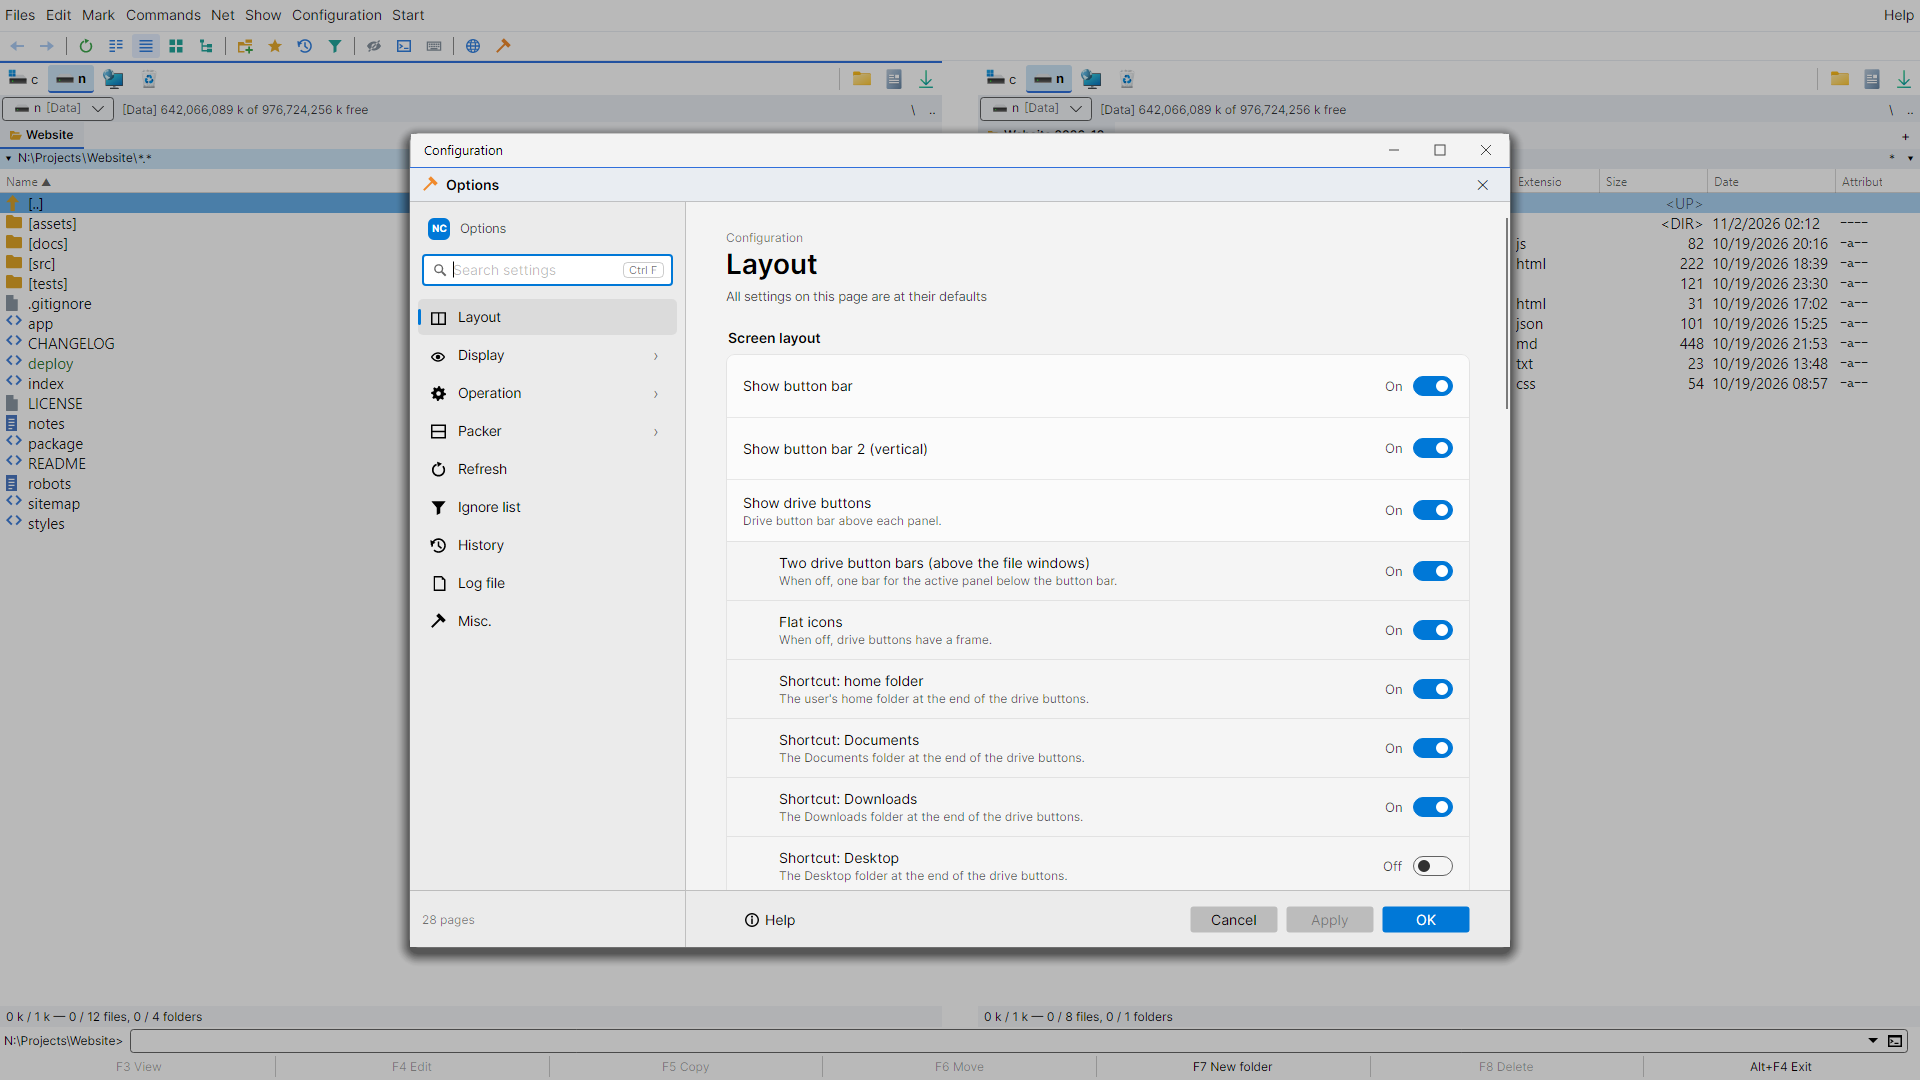 Files Edit Mark Commands Net Show Configuration Start Help
c n
c n
n [Data] [Data] 642,066,089 k of 976,724,256 k free \ ..
n [Data] [Data] 642,066,089 k of 976,724,256 k free \ ..
Website
N:\Projects\Website\*.*
Name
[..]
[assets]
[docs]
[src]
[tests]
.gitignore
app
CHANGELOG
deploy
index
LICENSE
notes
package
README
robots
sitemap
styles
Configuration
Options
NC Options
Search settings Ctrl F
Layout
Display
Operation
Packer
Refresh
Ignore list
History
Log file
Misc.
28 pages
Configuration
Layout
All settings on this page are at their defaults
Screen layout
Show button bar On
Show button bar 2 (vertical) On
Show drive buttons On
Drive button bar above each panel.
Two drive button bars (above the file windows) On
When off, one bar for the active panel below the button bar.
Flat icons On
When off, drive buttons have a frame.
Shortcut: home folder On
The user's home folder at the end of the drive buttons.
Shortcut: Documents On
The Documents folder at the end of the drive buttons.
Shortcut: Downloads On
The Downloads folder at the end of the drive buttons.
Shortcut: Desktop Off
The Desktop folder at the end of the drive buttons.
Help Cancel Apply OK
+
*
Extensio Size Date Attribut
<UP>
<DIR> 11/2/2026 02:12 ----
js 82 10/19/2026 20:16 -a--
html 222 10/19/2026 18:39 -a--
121 10/19/2026 23:30 -a--
html 31 10/19/2026 17:02 -a--
json 101 10/19/2026 15:25 -a--
md 448 10/19/2026 21:53 -a--
txt 23 10/19/2026 13:48 -a--
css 54 10/19/2026 08:57 -a--
0 k / 1 k — 0 / 12 files, 0 / 4 folders
0 k / 1 k — 0 / 8 files, 0 / 1 folders
N:\Projects\Website>
F3 View F4 Edit F5 Copy F6 Move F7 New folder F8 Delete Alt+F4 Exit